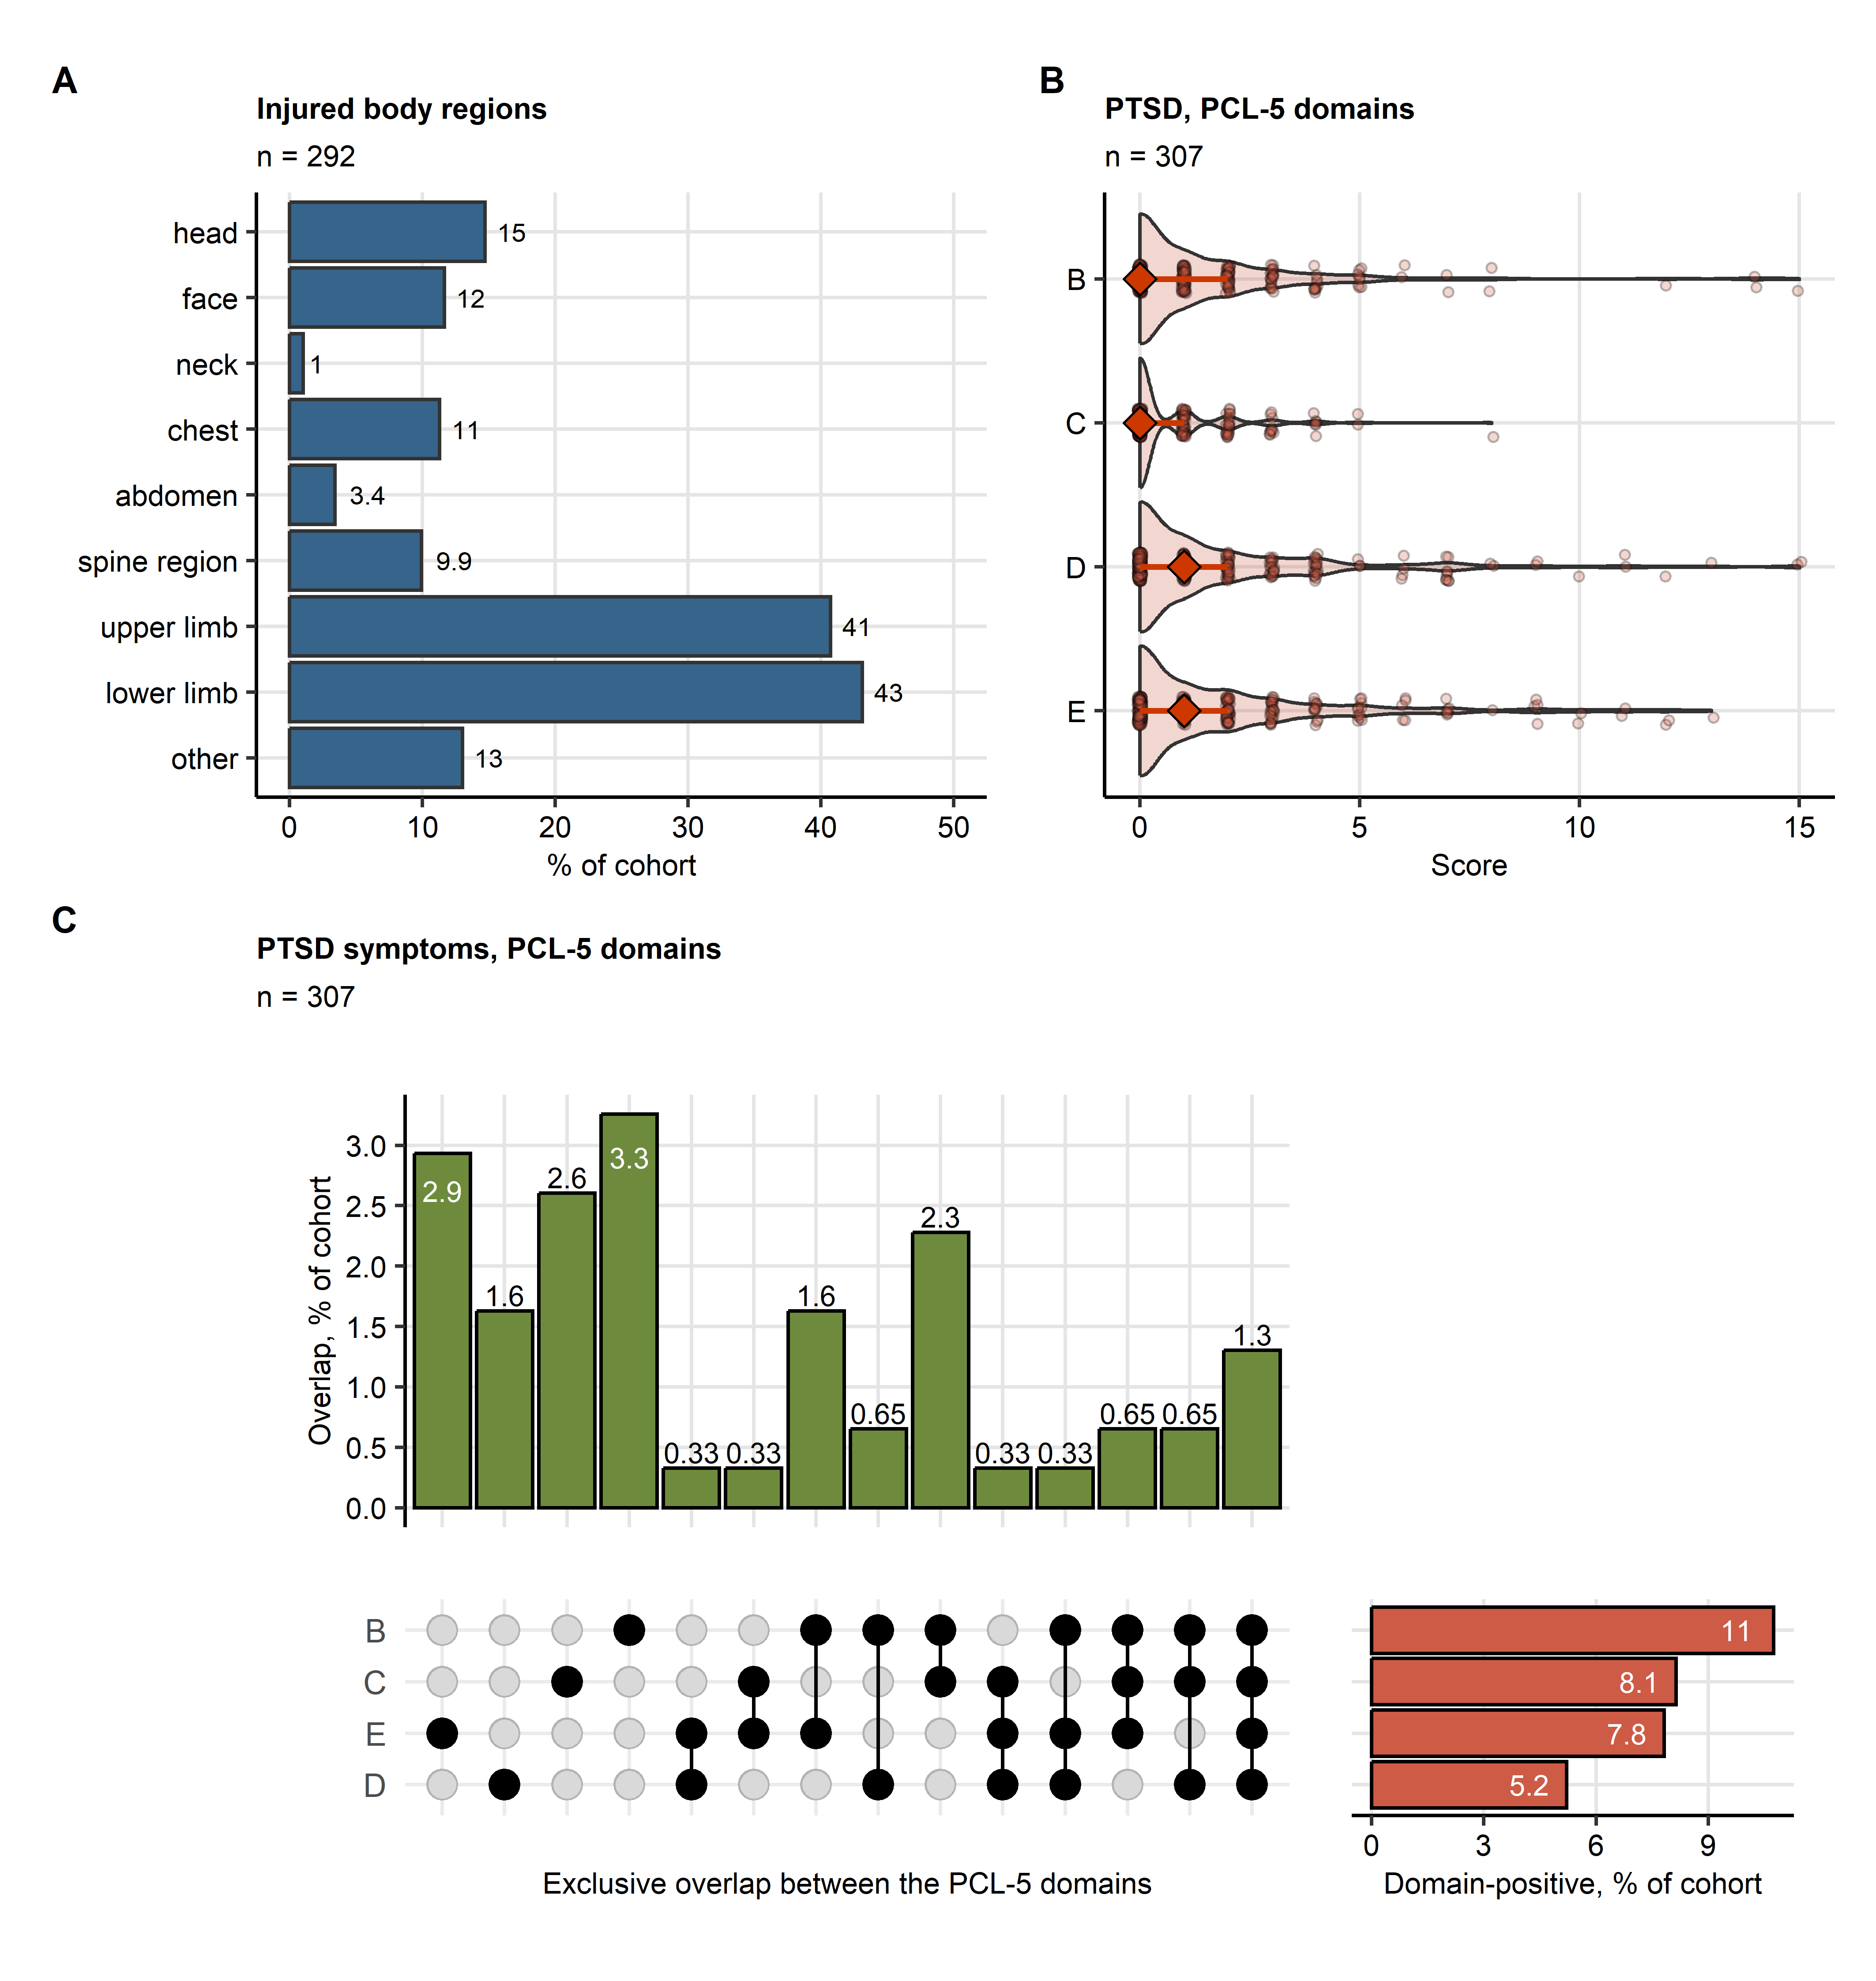 A
Injured body regions
n = 292
head
15
face
12
neck
1
chest
11
abdomen
3.4
spine region
9.9
upper limb
41
lower limb
43
other
13
0 10 20 30 40 50
% of cohort
B
PTSD, PCL-5 domains
n = 307
B
C
D
E
0 5 10 15
Score
C
PTSD symptoms, PCL-5 domains
n = 307
Overlap, % of cohort
3.0
2.5
2.0
1.5
1.0
0.5
0.0
2.9 1.6 2.6 3.3 0.33 0.33 1.6 0.65 2.3 0.33 0.33 0.65 0.65 1.3
B
C
E
D
Exclusive overlap between the PCL-5 domains
11
8.1
7.8
5.2
0 3 6 9
Domain-positive, % of cohort